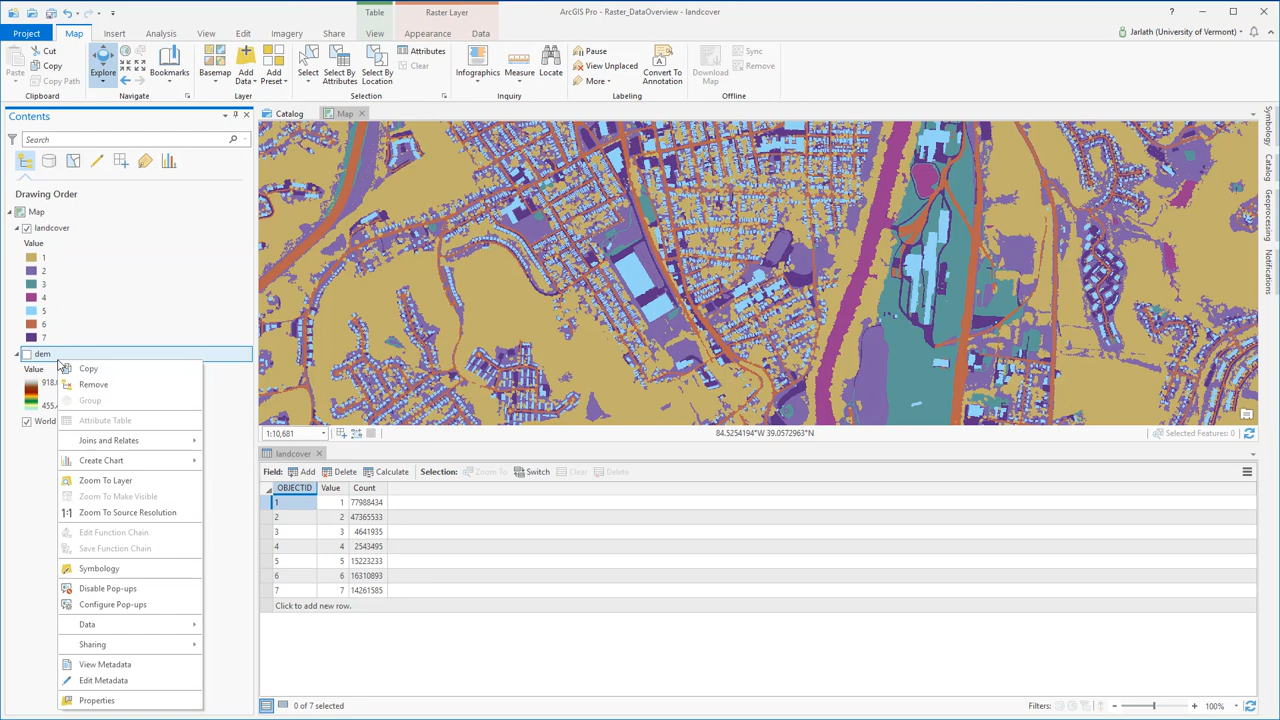 Table
Raster Layer
ArcGIS Pro - Raster_DataOverview - landcover
Project
Map
Insert
Analysis
View
Edit
Imagery
Share
View
Appearance
Data
Jarlath (University of Vermont)
Paste
Cut
Copy
Copy Path
Clipboard
Explore
Bookmarks
Navigate
Basemap
Add Data
Add Preset
Layer
Select
Select By Attributes
Select By Location
Attributes
Clear
Selection
Infographics
Measure
Locate
Inquiry
Pause
View Unplaced
More
Convert To Annotation
Labeling
Download Map
Sync
Remove
Offline
Contents
Search
Drawing Order
Map
landcover
Value
1
2
3
4
5
6
7
dem
Value
918.
455.
World
Copy
Remove
Group
Attribute Table
Joins and Relates
Create Chart
Zoom To Layer
Zoom To Make Visible
1:1 Zoom To Source Resolution
Edit Function Chain
Save Function Chain
Symbology
Disable Pop-ups
Configure Pop-ups
Data
Sharing
View Metadata
Edit Metadata
Properties
Catalog
Map
Symbology
Catalog
Geoprocessing
Notifications
1:10,681
84.5254194°W 39.0572963°N
Selected Features: 0
landcover
Field: Add Delete Calculate Selection: Zoom To Switch Clear Delete
OBJECTID Value Count
1 1 77988434
2 2 47365533
3 3 4641935
4 4 2543495
5 5 15223233
6 6 16310893
7 7 14261585
Click to add new row.
0 of 7 selected
Filters:
100%